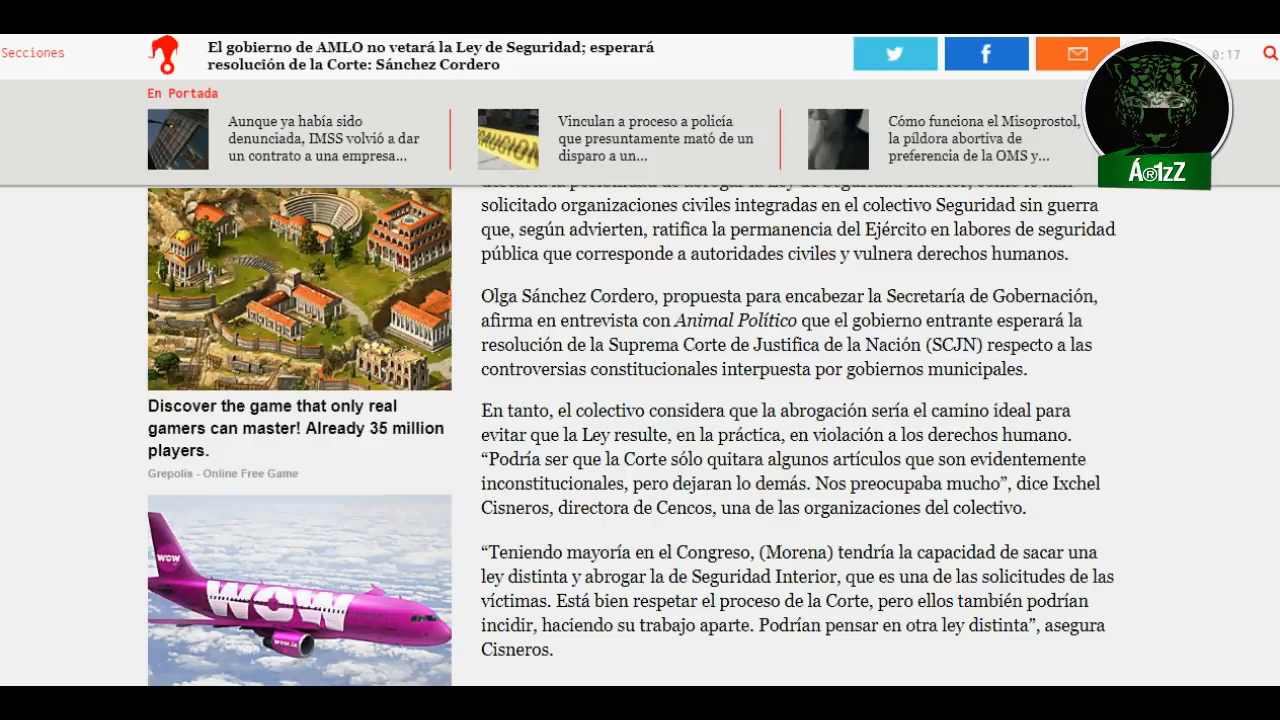 Secciones
El gobierno de AMLO no vetará la Ley de Seguridad; esperará
resolución de la Corte: Sánchez Cordero
0:17
Á®1zZ
En Portada
Aunque ya había sido
denunciada, IMSS volvió a dar
un contrato a una empresa...
CAUCIÓN
Vinculan a proceso a policía
que presuntamente mató de un
disparo a un...
Cómo funciona el Misoprostol,
la píldora abortiva de
preferencia de la OMS y...
solicitado organizaciones civiles integradas en el colectivo Seguridad sin guerra
que, según advierten, ratifica la permanencia del Ejército en labores de seguridad
pública que corresponde a autoridades civiles y vulnera derechos humanos.
Olga Sánchez Cordero, propuesta para encabezar la Secretaría de Gobernación,
afirma en entrevista con Animal Político que el gobierno entrante esperará la
resolución de la Suprema Corte de Justifica de la Nación (SCJN) respecto a las
controversias constitucionales interpuesta por gobiernos municipales.
En tanto, el colectivo considera que la abrogación sería el camino ideal para
evitar que la Ley resulte, en la práctica, en violación a los derechos humano.
“Podría ser que la Corte sólo quitara algunos artículos que son evidentemente
inconstitucionales, pero dejaran lo demás. Nos preocupaba mucho”, dice Ixchel
Cisneros, directora de Cencos, una de las organizaciones del colectivo.
“Teniendo mayoría en el Congreso, (Morena) tendría la capacidad de sacar una
ley distinta y abrogar la de Seguridad Interior, que es una de las solicitudes de las
víctimas. Está bien respetar el proceso de la Corte, pero ellos también podrían
incidir, haciendo su trabajo aparte. Podrían pensar en otra ley distinta”, asegura
Cisneros.
Discover the game that only real
gamers can master! Already 35 million
players.
Grepolis - Online Free Game
WOW
WOW